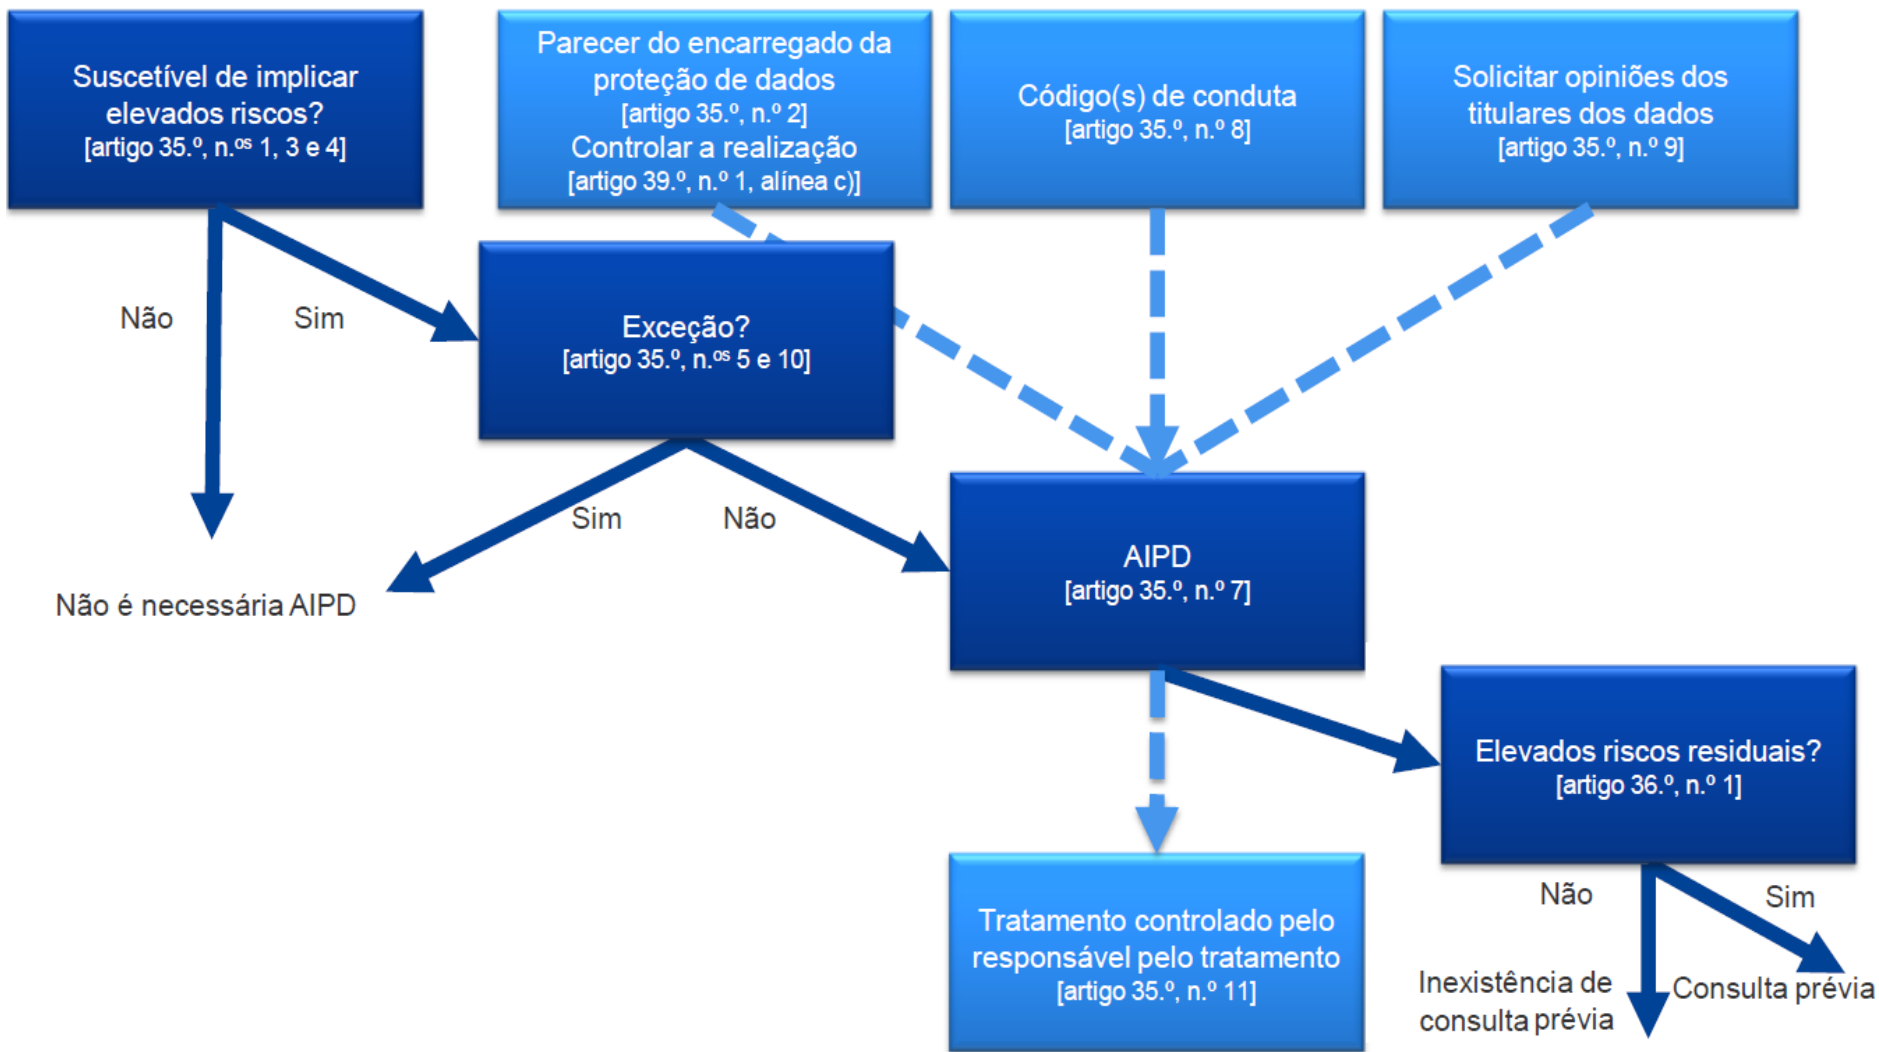 Suscetível de implicar
elevados riscos?
[artigo 35.º, n.ºs 1, 3 e 4]
Parecer do encarregado da
proteção de dados
[artigo 35.º, n.º 2]
Controlar a realização
[artigo 39.º, n.º 1, alínea c)]
Código(s) de conduta
[artigo 35.º, n.º 8]
Solicitar opiniões dos
titulares dos dados
[artigo 35.º, n.º 9]
Não
Sim
Exceção?
[artigo 35.º, n.ºs 5 e 10]
Sim
Não
Não é necessária AIPD
AIPD
[artigo 35.º, n.º 7]
Elevados riscos residuais?
[artigo 36.º, n.º 1]
Tratamento controlado pelo
responsável pelo tratamento
[artigo 35.º, n.º 11]
Não
Sim
Inexistência de
consulta prévia
Consulta prévia